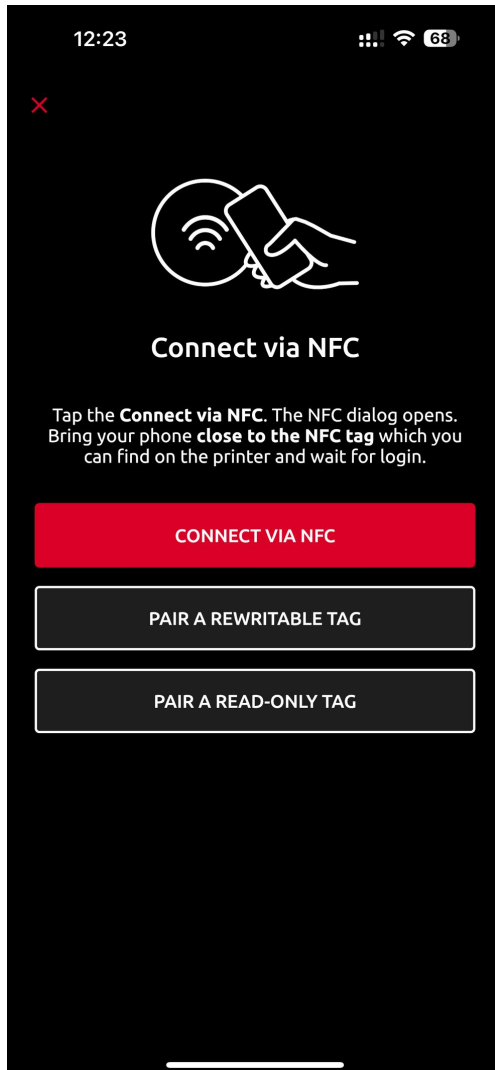 12:23
68
Connect via NFC
Tap the Connect via NFC. The NFC dialog opens.
Bring your phone close to the NFC tag which you
can find on the printer and wait for login.
CONNECT VIA NFC
PAIR A REWRITABLE TAG
PAIR A READ-ONLY TAG